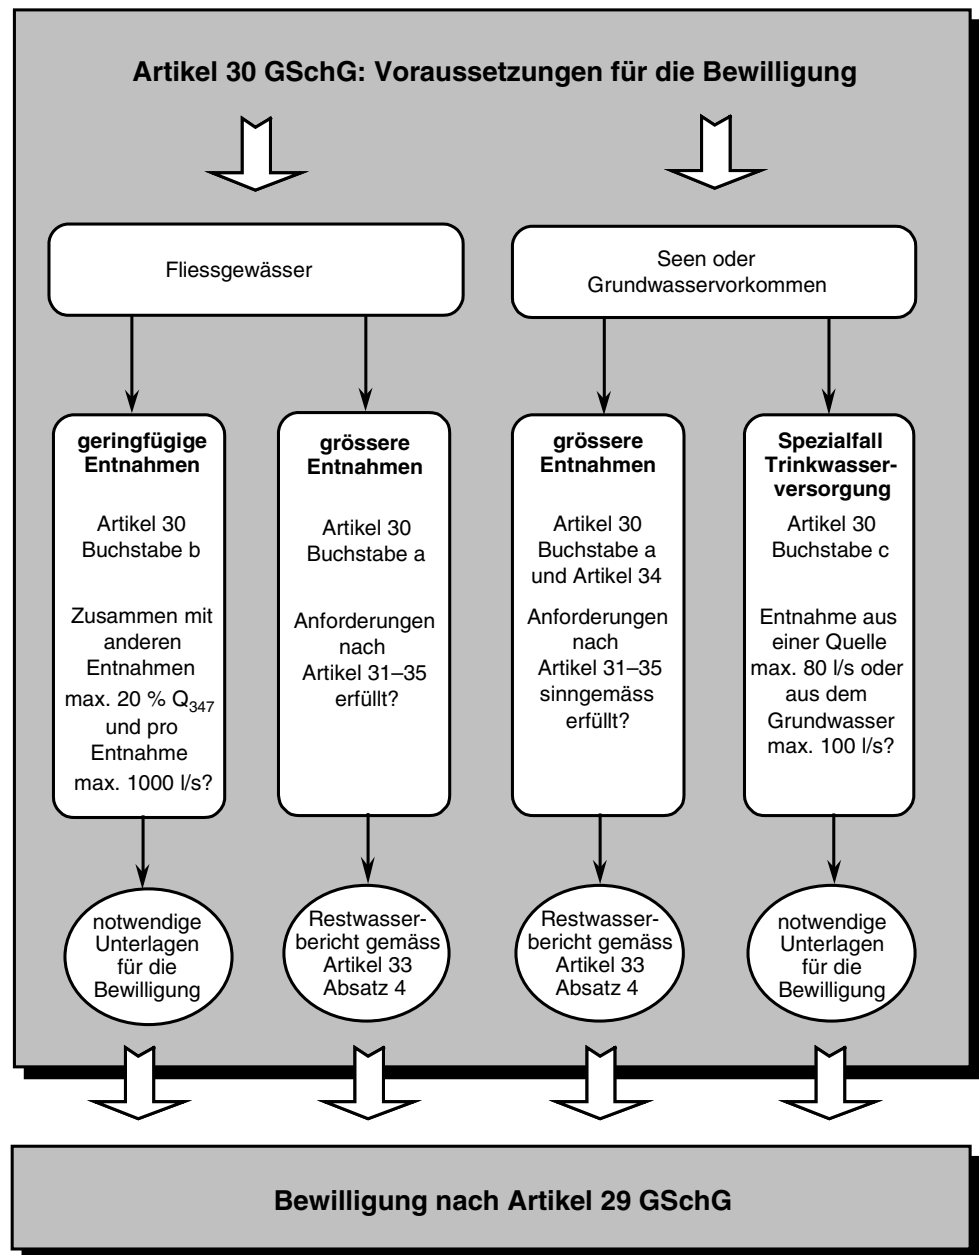 Artikel 30 GSchG: Voraussetzungen für die Bewilligung
Fliessgewässer
Seen oder
Grundwasservorkommen
geringfügige
Entnahmen
Artikel 30
Buchstabe b
Zusammen mit
anderen
Entnahmen
max. 20 % Q347
und pro
Entnahme
max. 1000 l/s?
grössere
Entnahmen
Artikel 30
Buchstabe a
Anforderungen
nach
Artikel 31–35
erfüllt?
grössere
Entnahmen
Artikel 30
Buchstabe a
und Artikel 34
Anforderungen
nach
Artikel 31–35
sinngemäss
erfüllt?
Spezialfall
Trinkwasser-
versorgung
Artikel 30
Buchstabe c
Entnahme aus
einer Quelle
max. 80 l/s oder
aus dem
Grundwasser
max. 100 l/s?
notwendige
Unterlagen
für die
Bewilligung
Restwasser-
bericht gemäss
Artikel 33
Absatz 4
Restwasser-
bericht gemäss
Artikel 33
Absatz 4
notwendige
Unterlagen
für die
Bewilligung
Bewilligung nach Artikel 29 GSchG